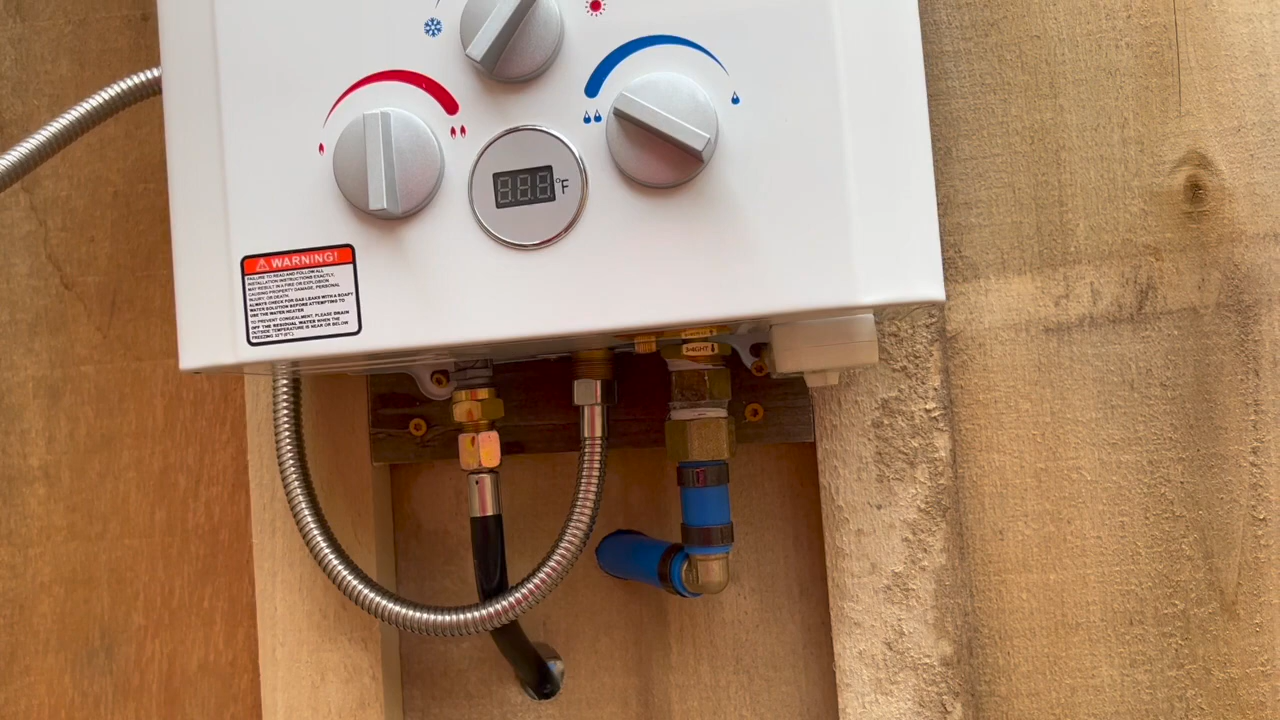 888 °F
WARNING!
FAILURE TO READ AND FOLLOW ALL
INSTALLATION INSTRUCTIONS EXACTLY,
MAY RESULT IN A FIRE OR EXPLOSION
CAUSING PROPERTY DAMAGE, PERSONAL
INJURY, OR DEATH.
ALWAYS CHECK FOR GAS LEAKS WITH A SOAPY
WATER SOLUTION BEFORE ATTEMPTING TO
USE THE WATER HEATER
TO PREVENT CONGEALMENT, PLEASE DRAIN
OFF THE RESIDUAL WATER WHEN THE
OUTSIDE TEMPERATURE IS NEAR OR BELOW
FREEZING 32°F (0°C).